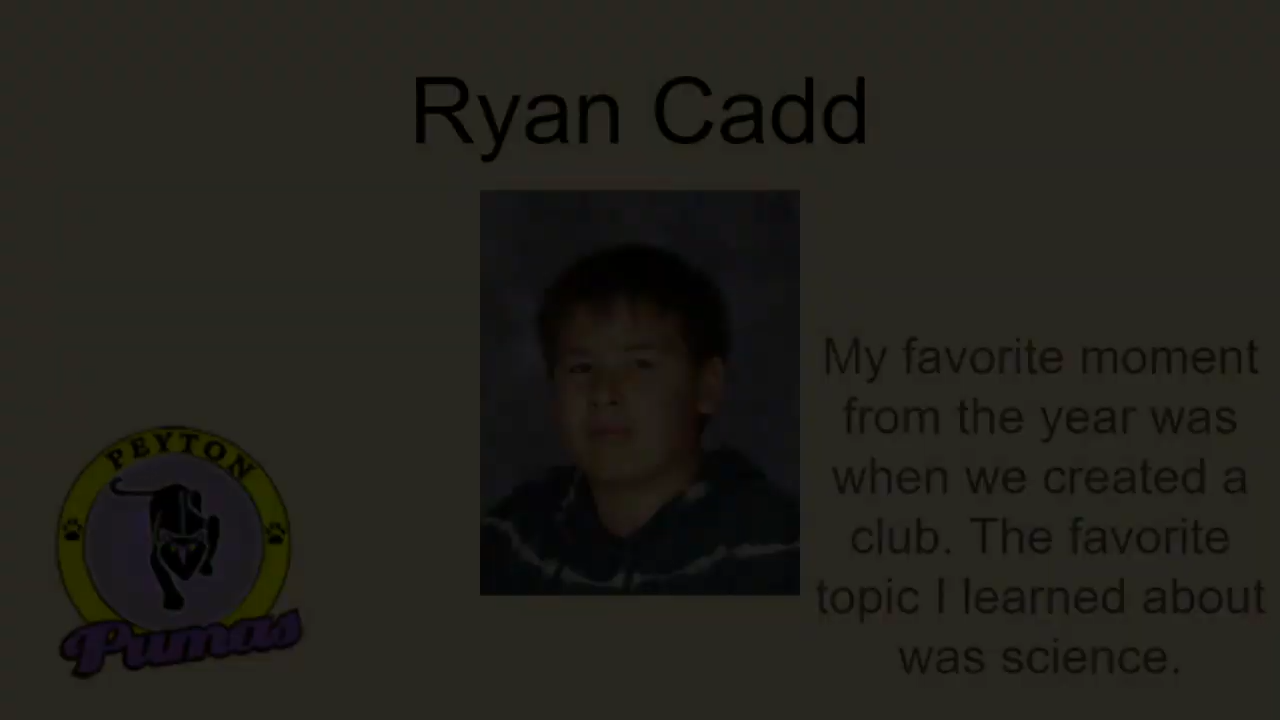 Ryan Cadd
My favorite moment
from the year was
when we created a
club. The favorite
topic I learned about
was science.
PEYTON
Pumas